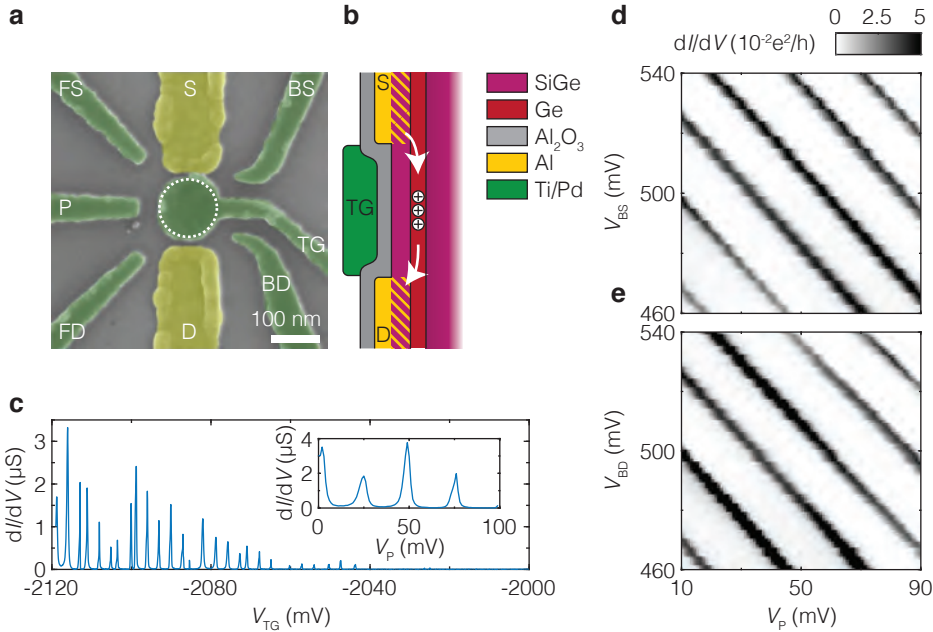 a
FS
S
BS
P
TG
FD
D
BD
100 nm
b
S
TG
D
SiGe
Ge
Al₂O₃
Al
Ti/Pd
c
dI/dV (µS)
3
2
1
0
-2120
-2080
-2040
-2000
V_TG (mV)
dI/dV (µS)
4
2
0
0
50
100
V_P (mV)
d
0 2.5 5
dI/dV (10⁻²e²/h)
540
500
460
V_BS (mV)
e
540
500
460
V_BD (mV)
10
50
90
V_P (mV)